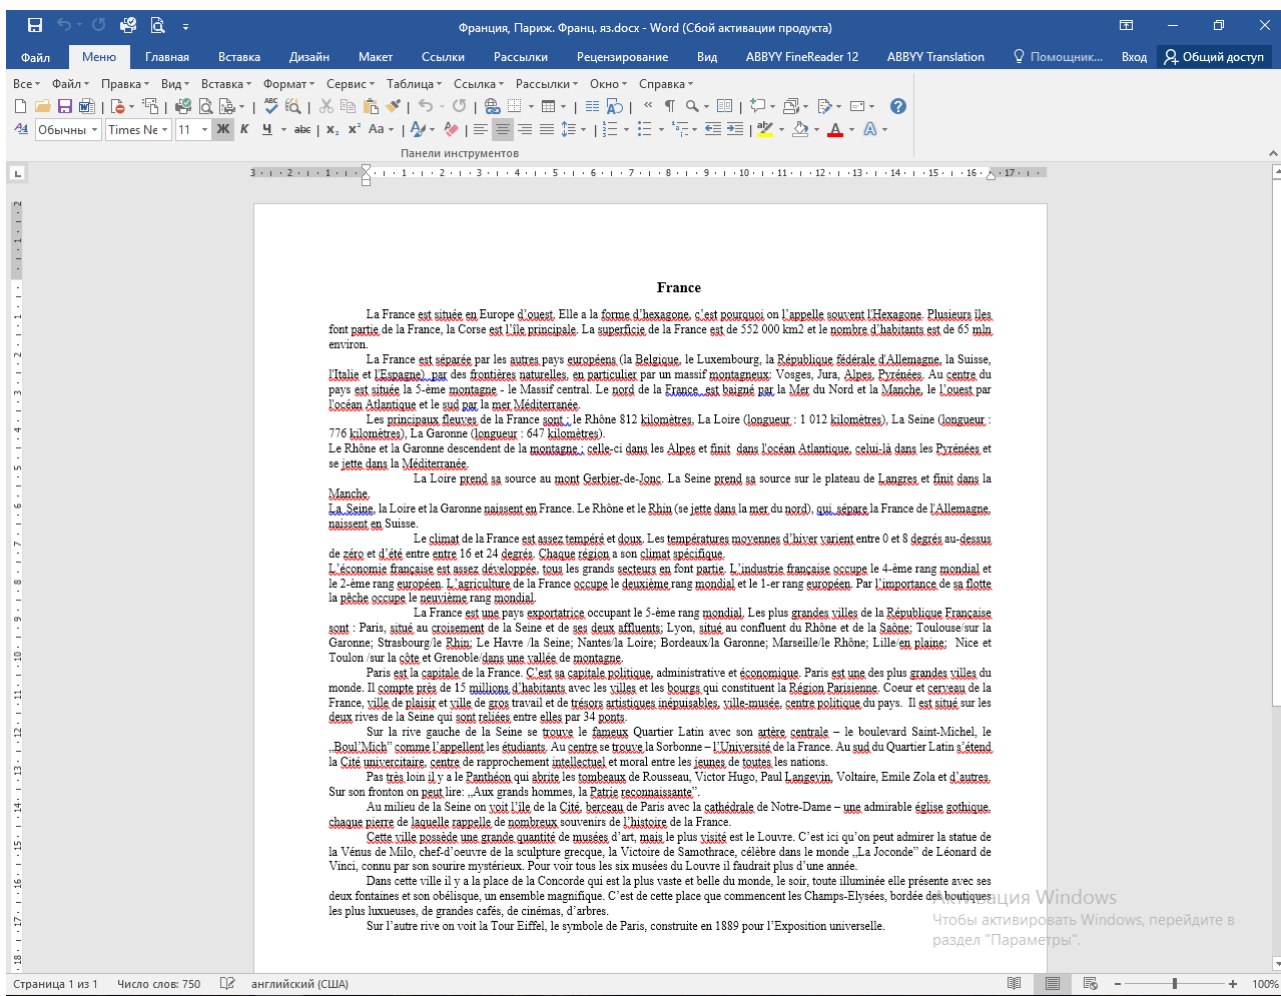 Франция, Париж. Франц. яз.docx - Word (Сбой активации продукта)
Файл Меню Главная Вставка Дизайн Макет Ссылки Рассылки Рецензирование Вид ABBYY FineReader 12 ABBYY Translation Помощник... Вход Общий доступ
Все Файл Правка Вид Вставка Формат Сервис Таблица Ссылка Рассылки Окно Справка
Обычны Times Ne 11 Ж К Ч abc x₂ x² Aa
Панели инструментов
3 2 1 1 2 3 4 5 6 7 8 9 10 11 12 13 14 15 16 17
France
La France est située en Europe d'ouest. Elle a la forme d'hexagone, c'est pourquoi on l'appelle souvent l'Hexagone. Plusieurs îles
font partie de la France, la Corse est l'île principale. La superficie de la France est de 552 000 km2 et le nombre d'habitants est de 65 mln
environ.
La France est séparée par les autres pays européens (la Belgique, le Luxembourg, la République fédérale d'Allemagne, la Suisse,
l'Italie et l'Espagne) par des frontières naturelles, en particulier par un massif montagneux: Vosges, Jura, Alpes, Pyrénées. Au centre du
pays est située la 5-ème montagne - le Massif central. Le nord de la France est baigné par la Mer du Nord et la Manche, le l'ouest par
l'océan Atlantique et le sud par la mer Méditerranée.
Les principaux fleuves de la France sont : le Rhône 812 kilomètres, La Loire (longueur : 1 012 kilomètres), La Seine (longueur :
776 kilomètres), La Garonne (longueur : 647 kilomètres).
Le Rhône et la Garonne descendent de la montagne : celle-ci dans les Alpes et finit dans l'océan Atlantique, celui-là dans les Pyrénées et
se jette dans la Méditerranée.
La Loire prend sa source au mont Gerbier-de-Jonc. La Seine prend sa source sur le plateau de Langres et finit dans la
Manche.
La Seine, la Loire et la Garonne naissent en France. Le Rhône et le Rhin (se jette dans la mer du nord), qui sépare la France de l'Allemagne,
naissent en Suisse.
Le climat de la France est assez tempéré et doux. Les températures moyennes d'hiver varient entre 0 et 8 degrés au-dessus
de zéro et d'été entre entre 16 et 24 degrés. Chaque région a son climat spécifique.
L'économie française est assez développée, tous les grands secteurs en font partie. L'industrie française occupe le 4-ème rang mondial et
le 2-ème rang européen. L'agriculture de la France occupe le deuxième rang mondial et le 1-er rang européen. Par l'importance de sa flotte
la pêche occupe le neuvième rang mondial.
La France est une pays exportatrice occupant le 5-ème rang mondial. Les plus grandes villes de la République Française
sont : Paris, situé au croisement de la Seine et de ses deux affluents; Lyon, situé au confluent du Rhône et de la Saône; Toulouse/sur la
Garonne; Strasbourg/le Rhin; Le Havre /la Seine; Nantes/la Loire; Bordeaux/la Garonne; Marseille/le Rhône; Lille/en plaine; Nice et
Toulon /sur la côte et Grenoble/dans une vallée de montagne.
Paris est la capitale de la France. C'est sa capitale politique, administrative et économique. Paris est une des plus grandes villes du
monde. Il compte près de 15 millions d'habitants avec les villes et les bourgs qui constituent la Région Parisienne. Coeur et cerveau de la
France, ville de plaisir et ville de gros travail et de trésors artistiques inépuisables, ville-musée, centre politique du pays. Il est situé sur les
deux rives de la Seine qui sont reliées entre elles par 34 ponts.
Sur la rive gauche de la Seine se trouve le fameux Quartier Latin avec son artère centrale – le boulevard Saint-Michel, le
„Boul'Mich" comme l'appellent les étudiants. Au centre se trouve la Sorbonne – l'Université de la France. Au sud du Quartier Latin s'étend
la Cité univercitaire, centre de rapprochement intellectuel et moral entre les jeunes de toutes les nations.
Pas très loin il y a le Panthéon qui abrite les tombeaux de Rousseau, Victor Hugo, Paul Langevin, Voltaire, Emile Zola et d'autres.
Sur son fronton on peut lire: „Aux grands hommes, la Patrie reconnaissante".
Au milieu de la Seine on voit l'île de la Cité, berceau de Paris avec la cathédrale de Notre-Dame – une admirable église gothique,
chaque pierre de laquelle rappelle de nombreux souvenirs de l'histoire de la France.
Cette ville possède une grande quantité de musées d'art, mais le plus visité est le Louvre. C'est ici qu'on peut admirer la statue de
la Vénus de Milo, chef-d'oeuvre de la sculpture grecque, la Victoire de Samothrace, célèbre dans le monde „La Joconde" de Léonard de
Vinci, connu par son sourire mystérieux. Pour voir tous les six musées du Louvre il faudrait plus d'une année.
Dans cette ville il y a la place de la Concorde qui est la plus vaste et belle du monde, le soir, toute illuminée elle présente avec ses
deux fontaines et son obélisque, un ensemble magnifique. C'est de cette place que commencent les Champs-Elysées, bordée des boutiques
les plus luxueuses, de grandes cafés, de cinémas, d'arbres.
Sur l'autre rive on voit la Tour Eiffel, le symbole de Paris, construite en 1889 pour l'Exposition universelle.
Активация Windows
Чтобы активировать Windows, перейдите в
раздел "Параметры".
Страница 1 из 1 Число слов: 750 английский (США) 100%